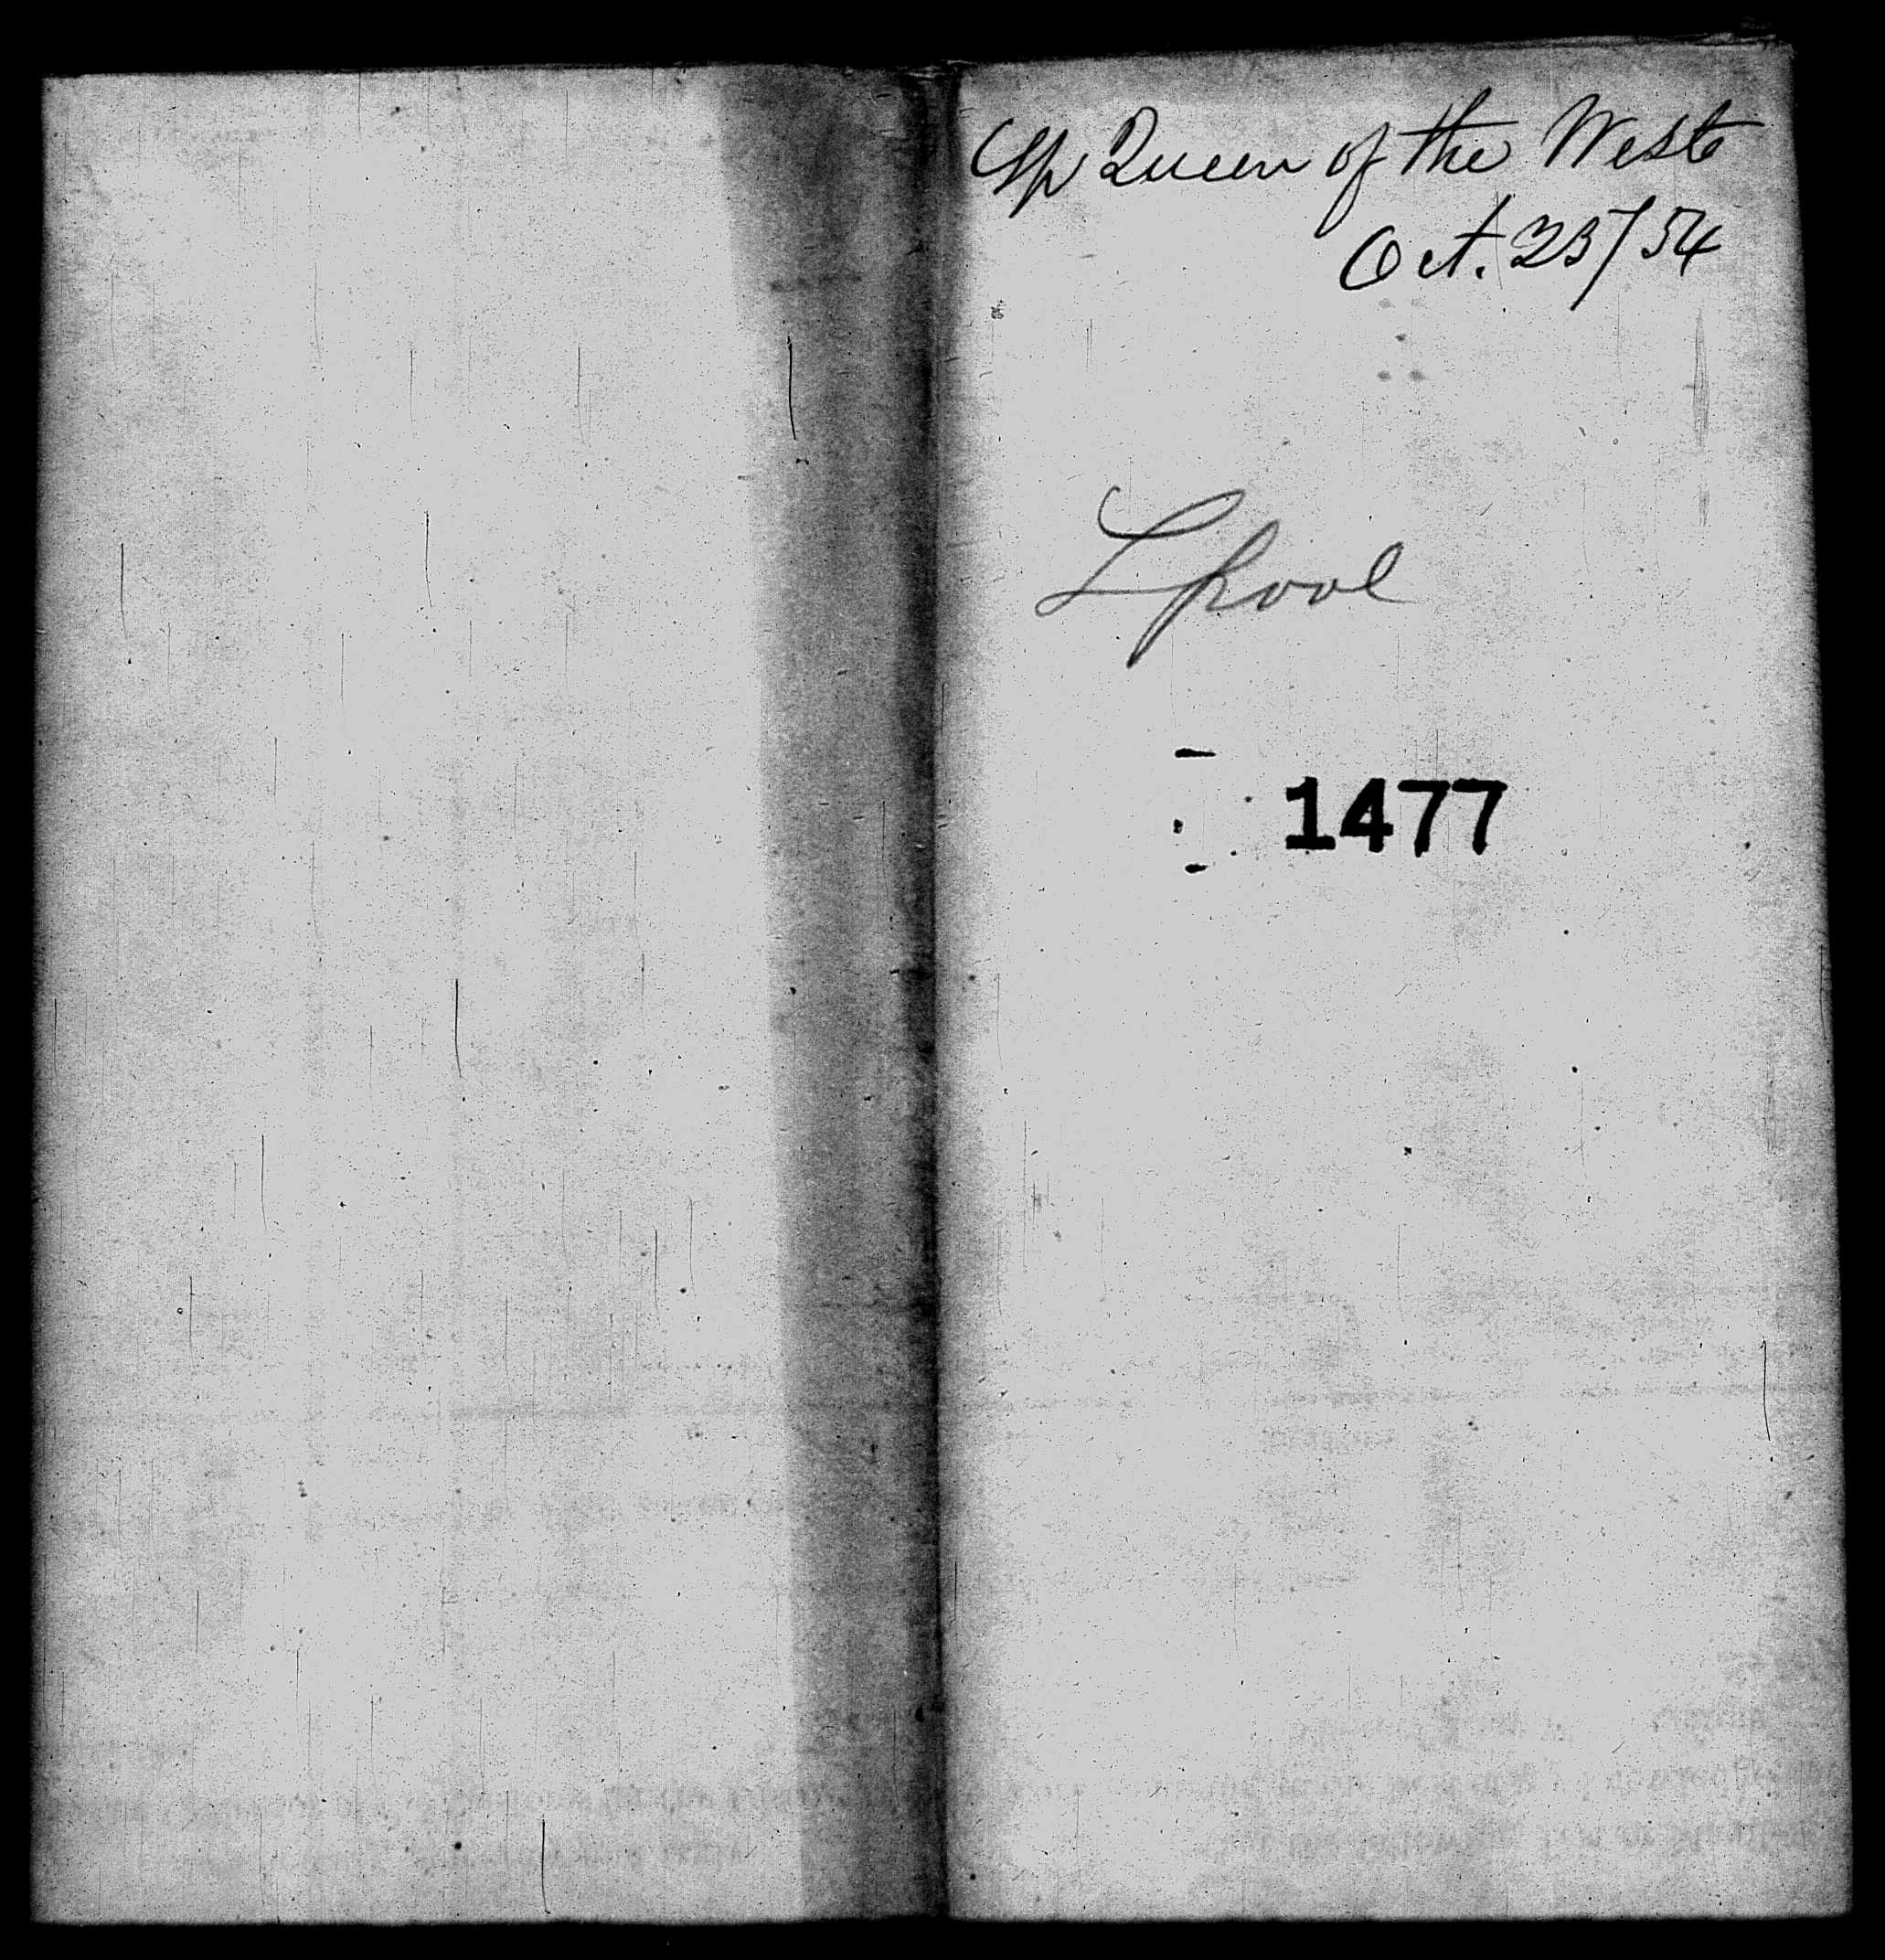 Sp Queen of the West
Oct. 23/54
Lpool
1477